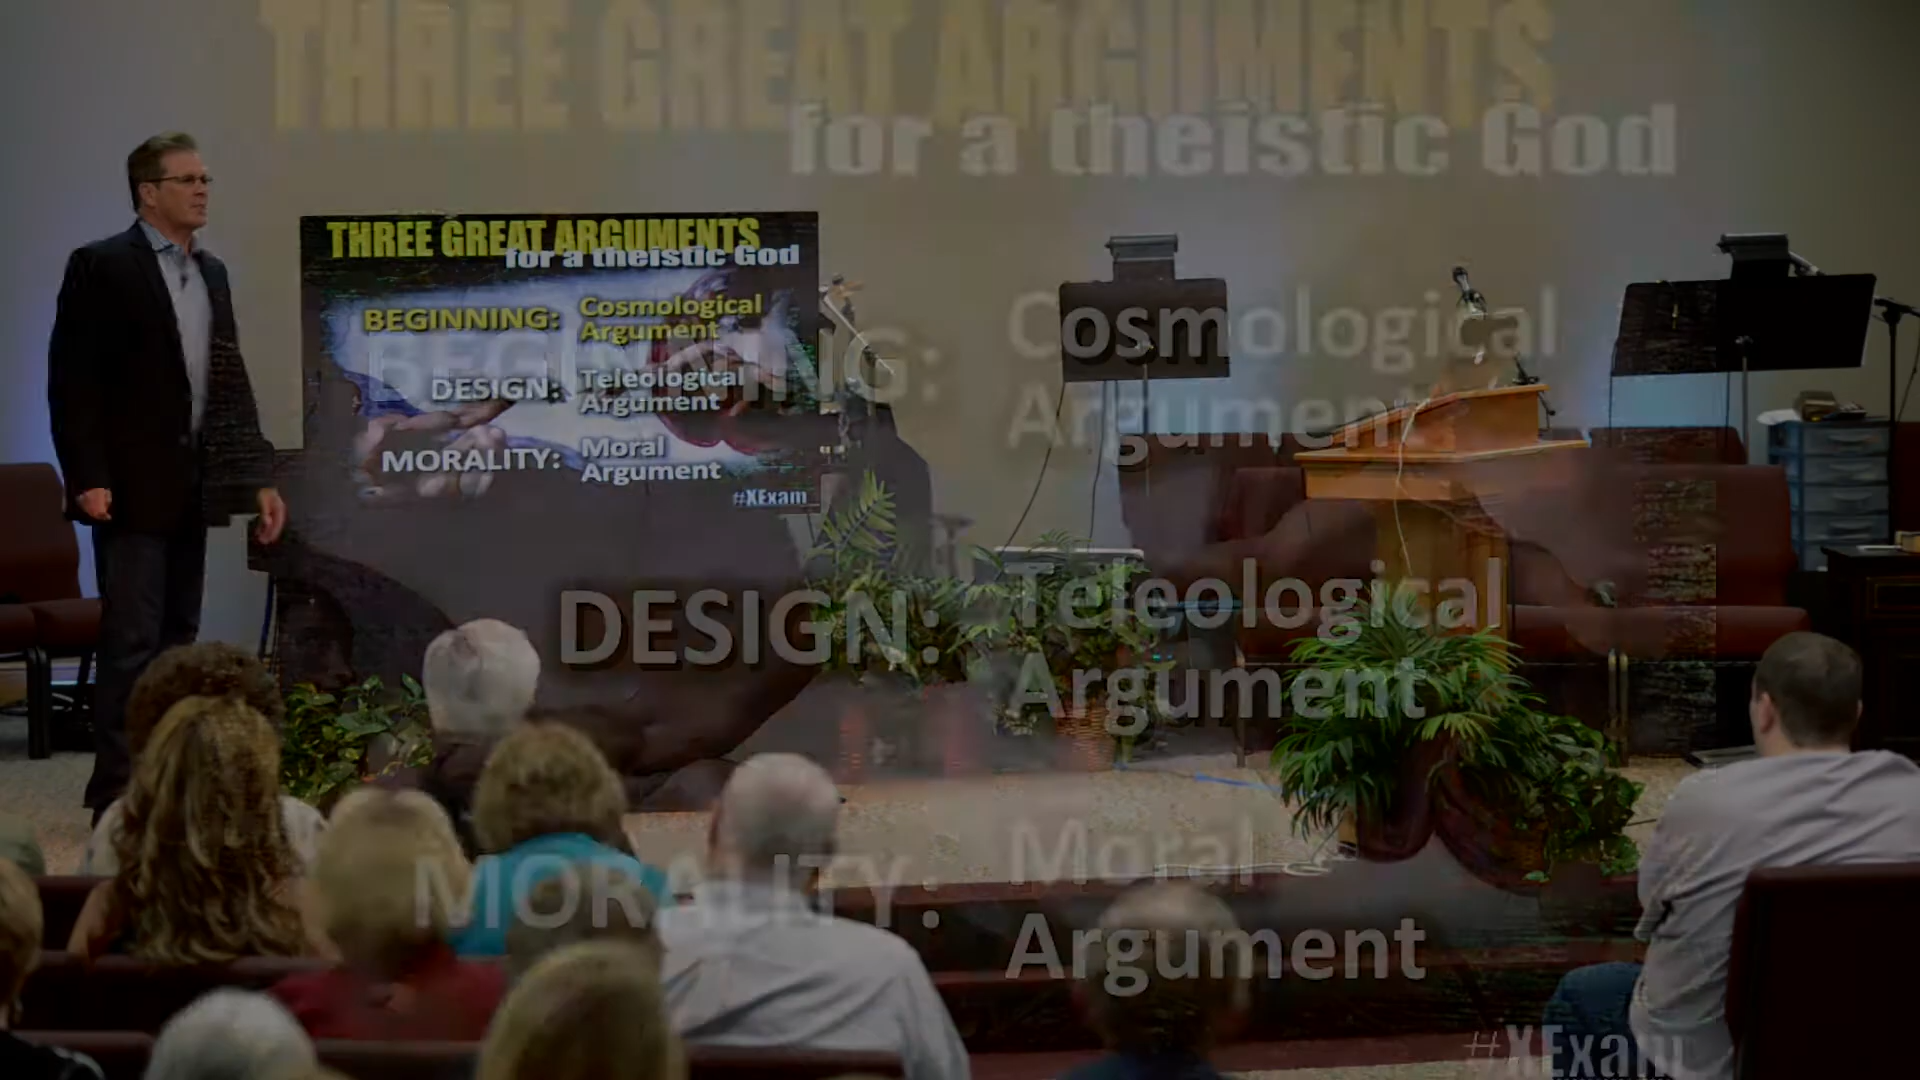 THREE GREAT ARGUMENTS
for a theistic God
BEGINNING: Cosmological
Argument
DESIGN: Teleological
Argument
MORALITY: Moral
Argument
#XExam
THREE GREAT ARGUMENTS
for a theistic God
BEGINNING: Cosmological
Argument
DESIGN: Teleological
Argument
MORALITY: Moral
Argument
#XExam